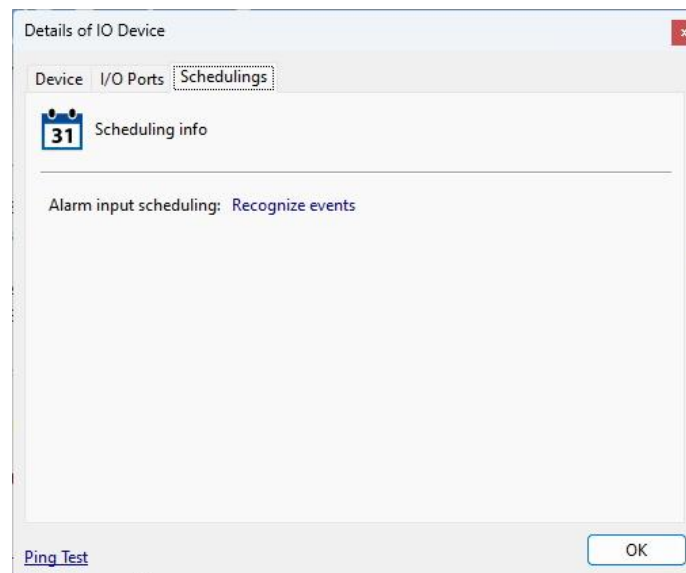 Details of IO Device
x
Device I/O Ports Schedulings
31 Scheduling info
Alarm input scheduling: Recognize events
Ping Test OK